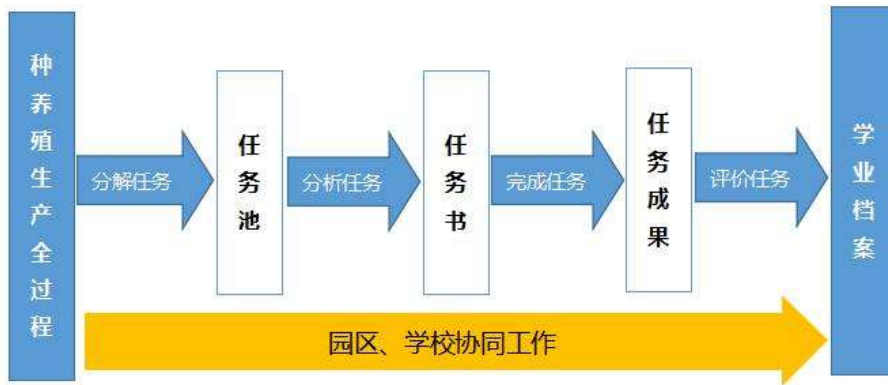 种养殖生产全过程
分解任务
任务池
分析任务
任务书
完成任务
任务成果
评价任务
学业档案
园区、学校协同工作